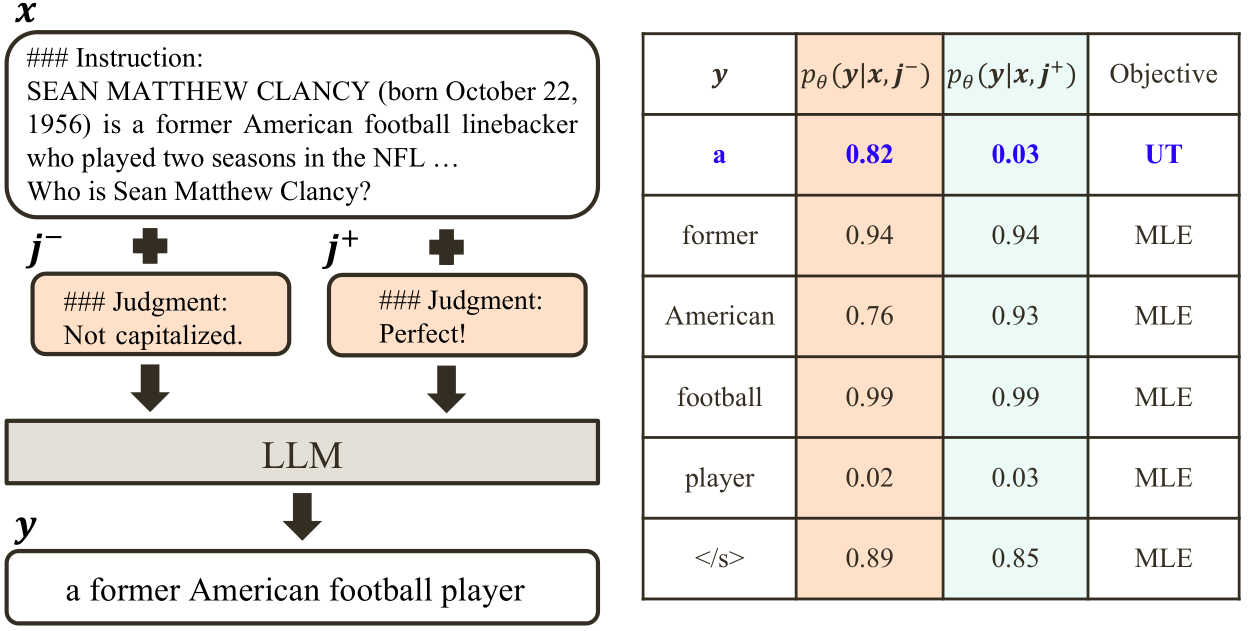 x
### Instruction:
SEAN MATTHEW CLANCY (born October 22,
1956) is a former American football linebacker
who played two seasons in the NFL …
Who is Sean Matthew Clancy?
j⁻
j⁺
### Judgment:
Not capitalized.
### Judgment:
Perfect!
LLM
y
a former American football player
y pθ(y|x, j⁻) pθ(y|x, j⁺) Objective
a 0.82 0.03 UT
former 0.94 0.94 MLE
American 0.76 0.93 MLE
football 0.99 0.99 MLE
player 0.02 0.03 MLE
</s> 0.89 0.85 MLE